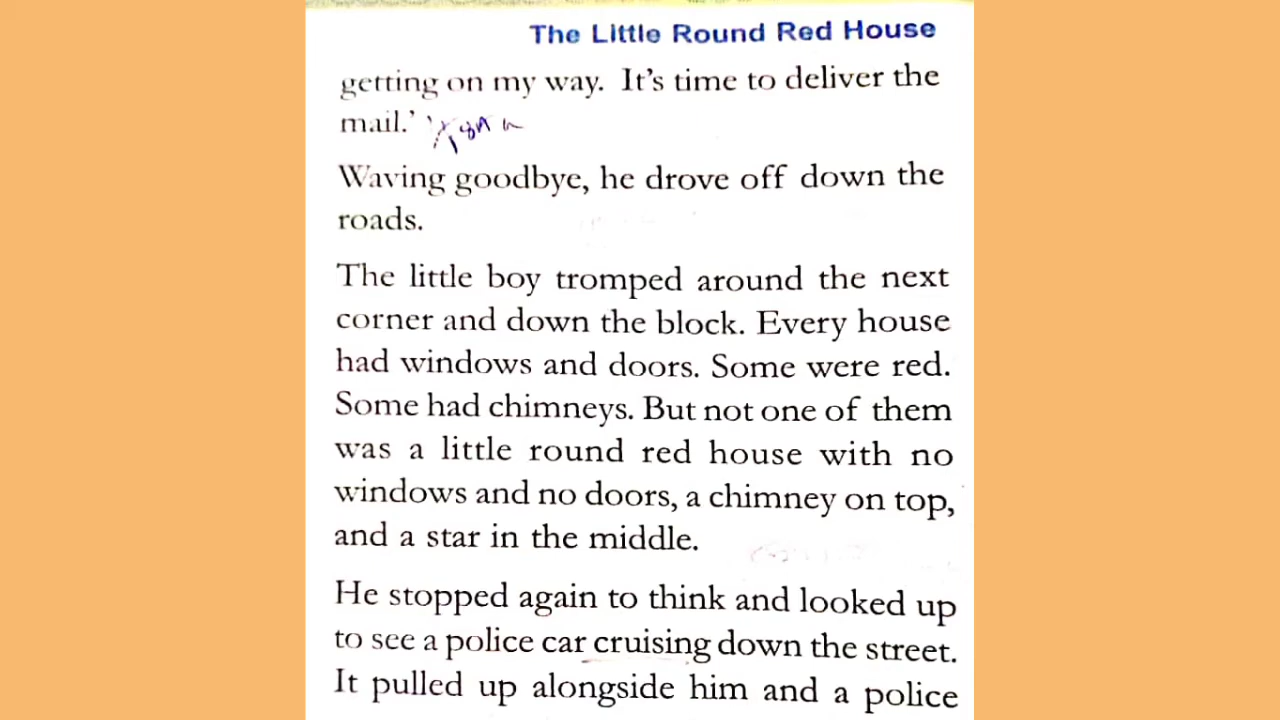 The Little Round Red House
getting on my way. It's time to deliver the
mail.'
Waving goodbye, he drove off down the
roads.
The little boy tromped around the next
corner and down the block. Every house
had windows and doors. Some were red.
Some had chimneys. But not one of them
was a little round red house with no
windows and no doors, a chimney on top,
and a star in the middle.
He stopped again to think and looked up
to see a police car cruising down the street.
It pulled up alongside him and a police